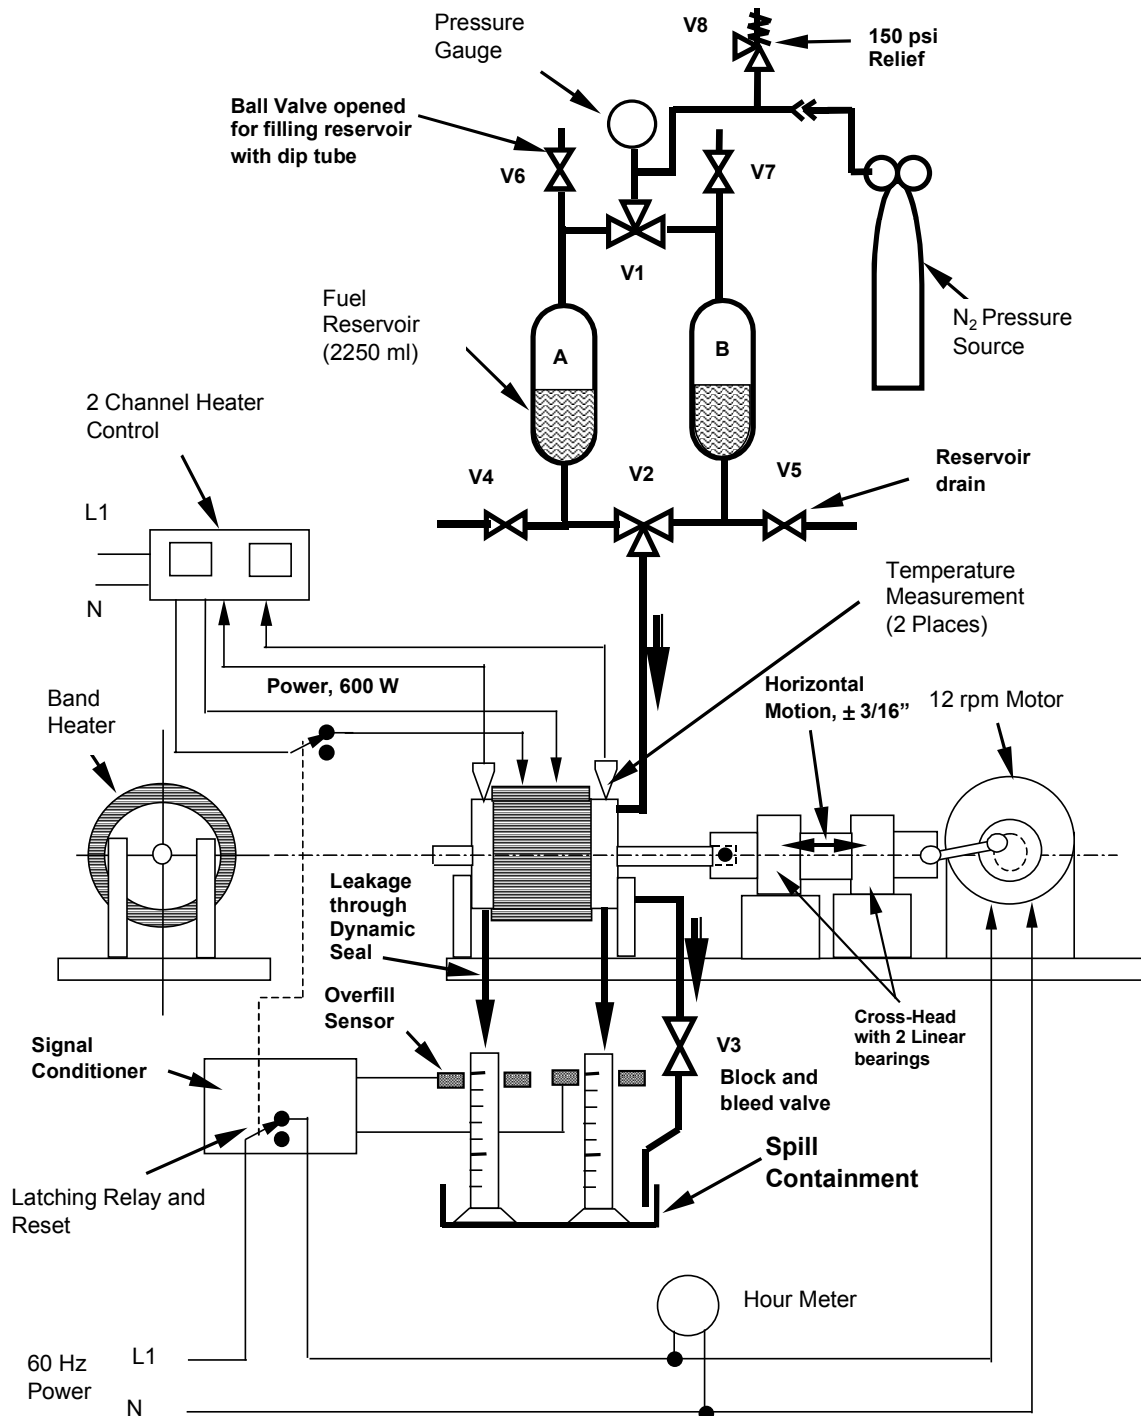 Pressure
Gauge
V8
150 psi
Relief
Ball Valve opened
for filling reservoir
with dip tube
V6
V7
V1
Fuel
Reservoir
(2250 ml)
A
B
N₂ Pressure
Source
2 Channel Heater
Control
V4
V2
V5
Reservoir
drain
L1
N
Temperature
Measurement
(2 Places)
Power, 600 W
Band
Heater
Horizontal
Motion, ± 3/16”
12 rpm Motor
Leakage
through
Dynamic
Seal
Overfill
Sensor
Cross-Head
with 2 Linear
bearings
Signal
Conditioner
V3
Block and
bleed valve
Spill
Containment
Latching Relay and
Reset
Hour Meter
60 Hz
Power
L1
N